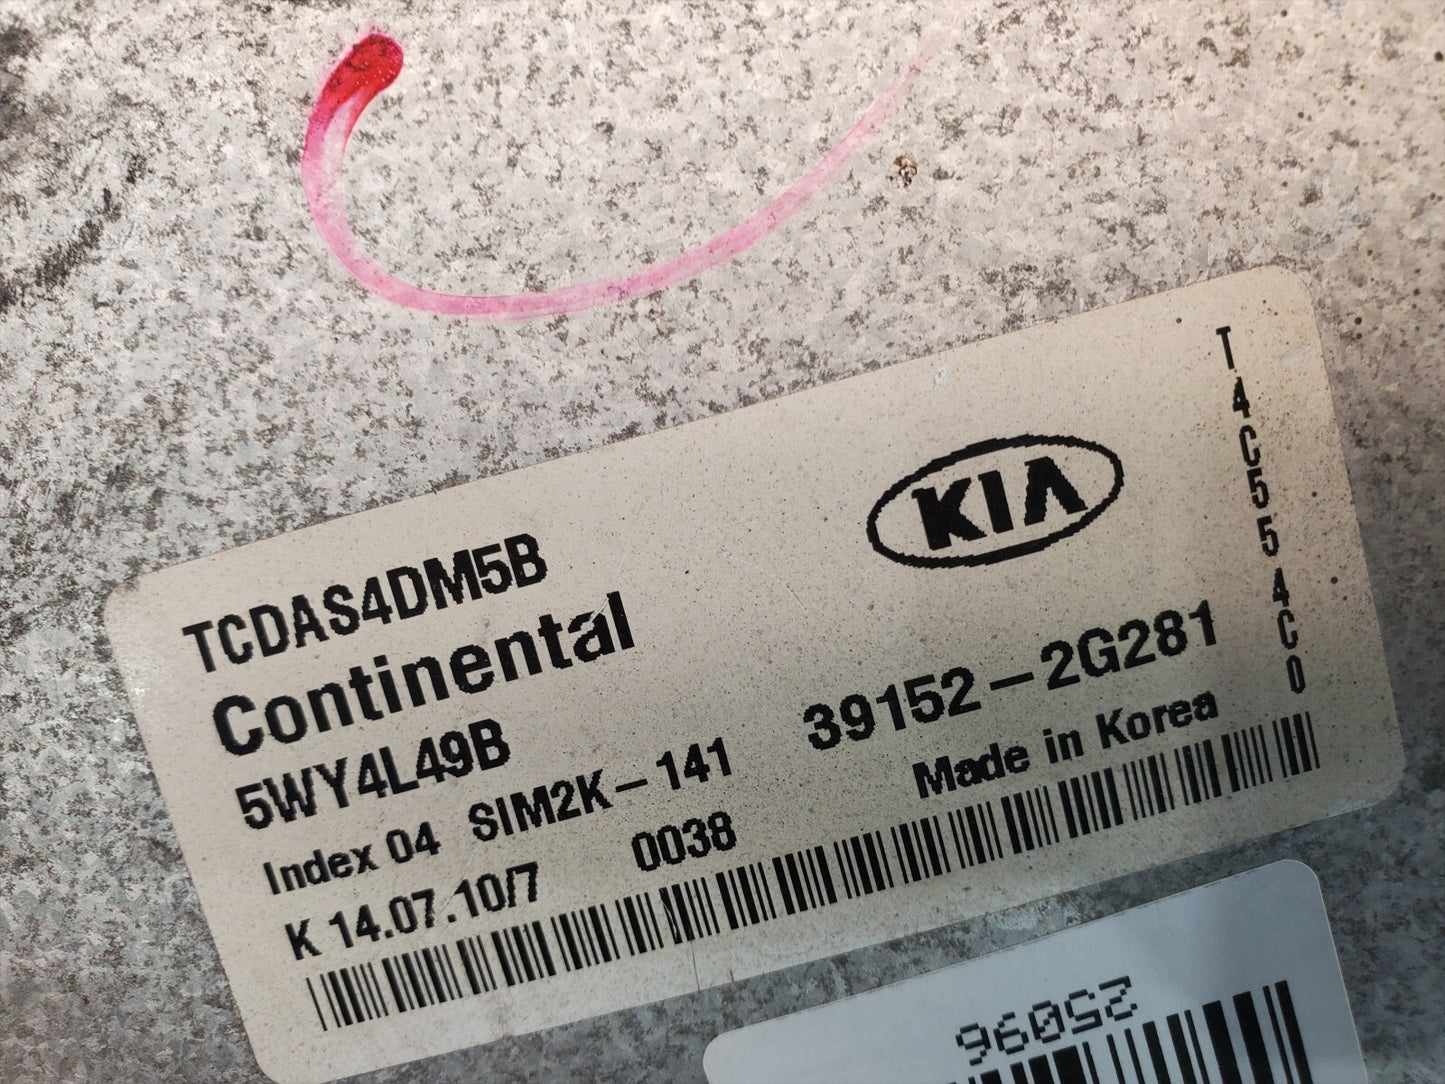 TCDAS4DM5B
KIA
Continental
5WY4L49B
39152-2G281
Index 04 SIM2K-141
Made in Korea
K 14.07.10/7 0038
T4C554C0
25096